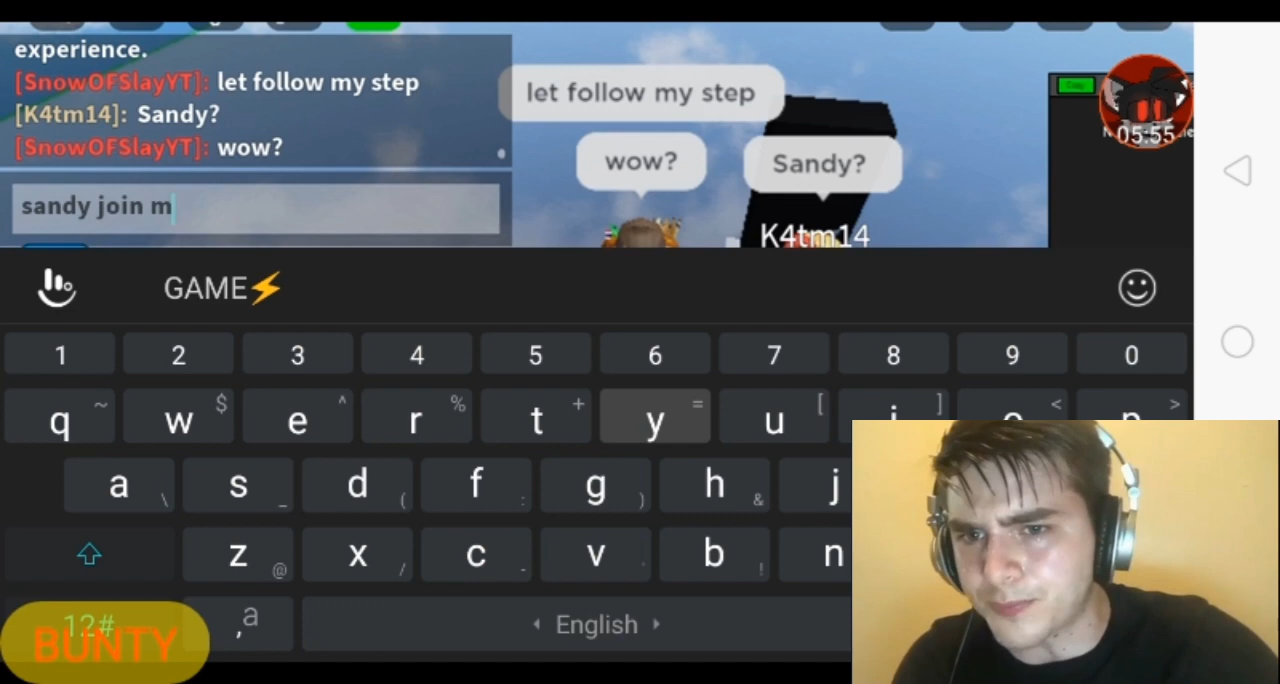 experience.
[SnowOFSlayYT]: let follow my step
[K4tm14]: Sandy?
[SnowOFSlayYT]: wow?
sandy join m
let follow my step
wow?
Sandy?
K4tm14
05:55
GAME⚡
1 2 3 4 5 6 7 8 9 0
q ~ w $ e ^ r % t + y = u [ i ] o < p >
a \ s _ d ( f : g ) h & j
z @ x / c - v b ! n
12# , a English
BUNTY